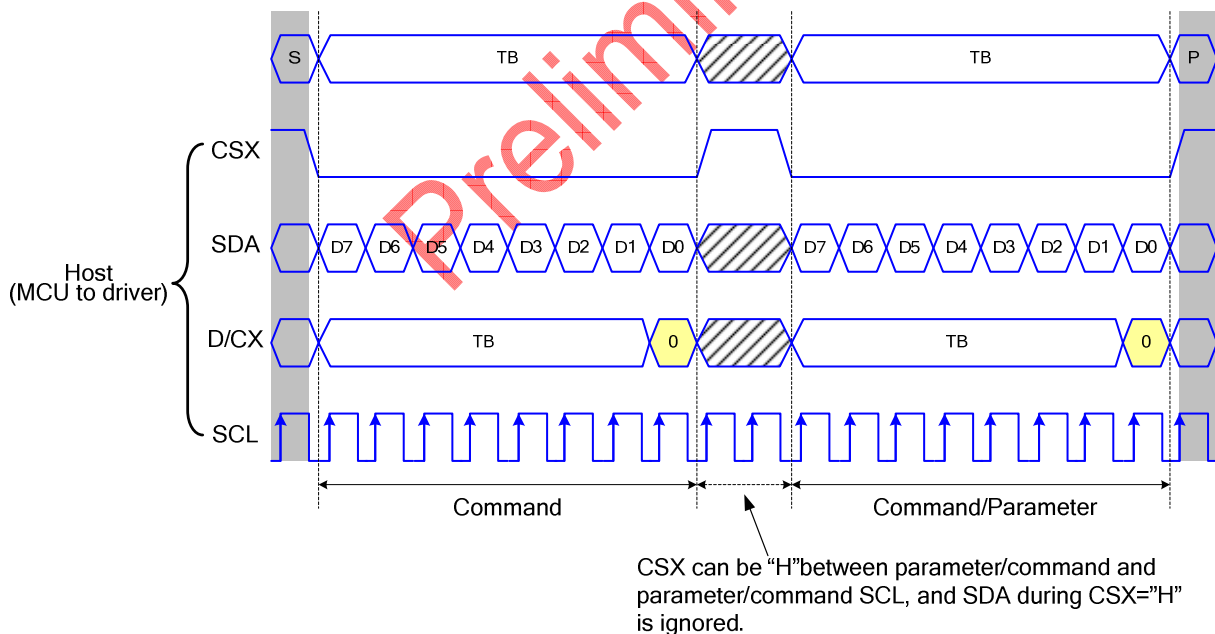 Prelimi
S TB TB P
CSX
SDA D7 D6 D5 D4 D3 D2 D1 D0 D7 D6 D5 D4 D3 D2 D1 D0
Host
(MCU to driver)
D/CX TB 0 TB 0
SCL
Command Command/Parameter
CSX can be “H”between parameter/command and
parameter/command SCL, and SDA during CSX=”H”
is ignored.